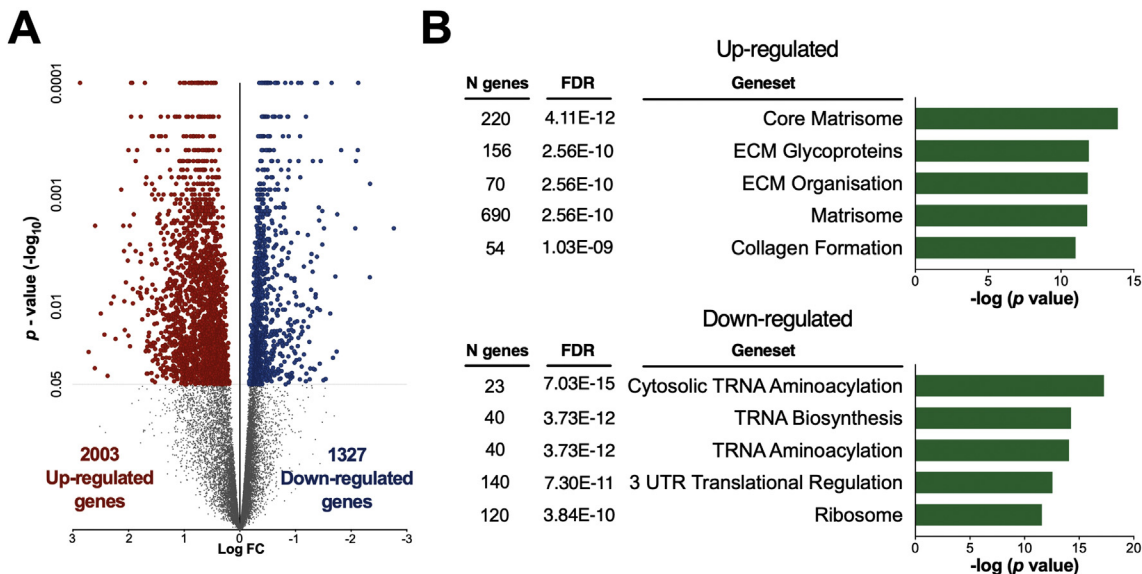 A
0.00001
0.0001
0.01
0.05
p - value (-log10)
2003
Up-regulated
genes
1327
Down-regulated
genes
3 2 1 0 -1 -2 -3
Log FC
B
Up-regulated
N genes FDR Geneset
220 4.11E-12 Core Matrisome
156 2.56E-10 ECM Glycoproteins
70 2.56E-10 ECM Organisation
690 2.56E-10 Matrisome
54 1.03E-09 Collagen Formation
0 5 10 15
-log (p value)
Down-regulated
N genes FDR Geneset
23 7.03E-15 Cytosolic TRNA Aminoacylation
40 3.73E-12 TRNA Biosynthesis
40 3.73E-12 TRNA Aminoacylation
140 7.30E-11 3 UTR Translational Regulation
120 3.84E-10 Ribosome
0 5 10 15 20
-log (p value)